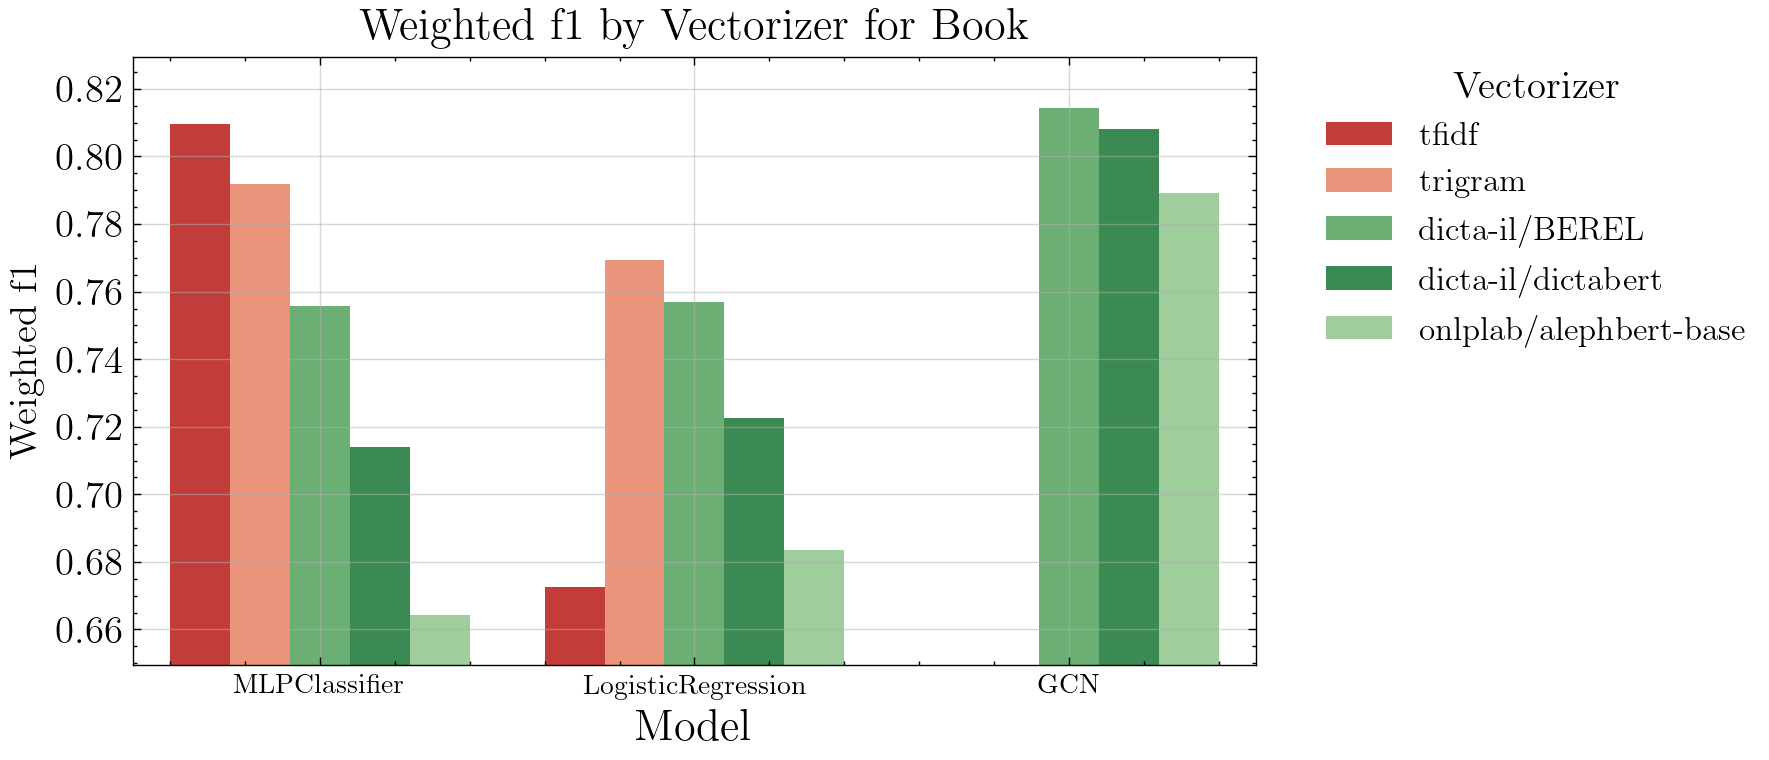 Weighted f1 by Vectorizer for Book
Weighted f1
0.82
0.80
0.78
0.76
0.74
0.72
0.70
0.68
0.66
MLPClassifier
LogisticRegression
GCN
Model
Vectorizer
tfidf
trigram
dicta-il/BEREL
dicta-il/dictabert
onlplab/alephbert-base